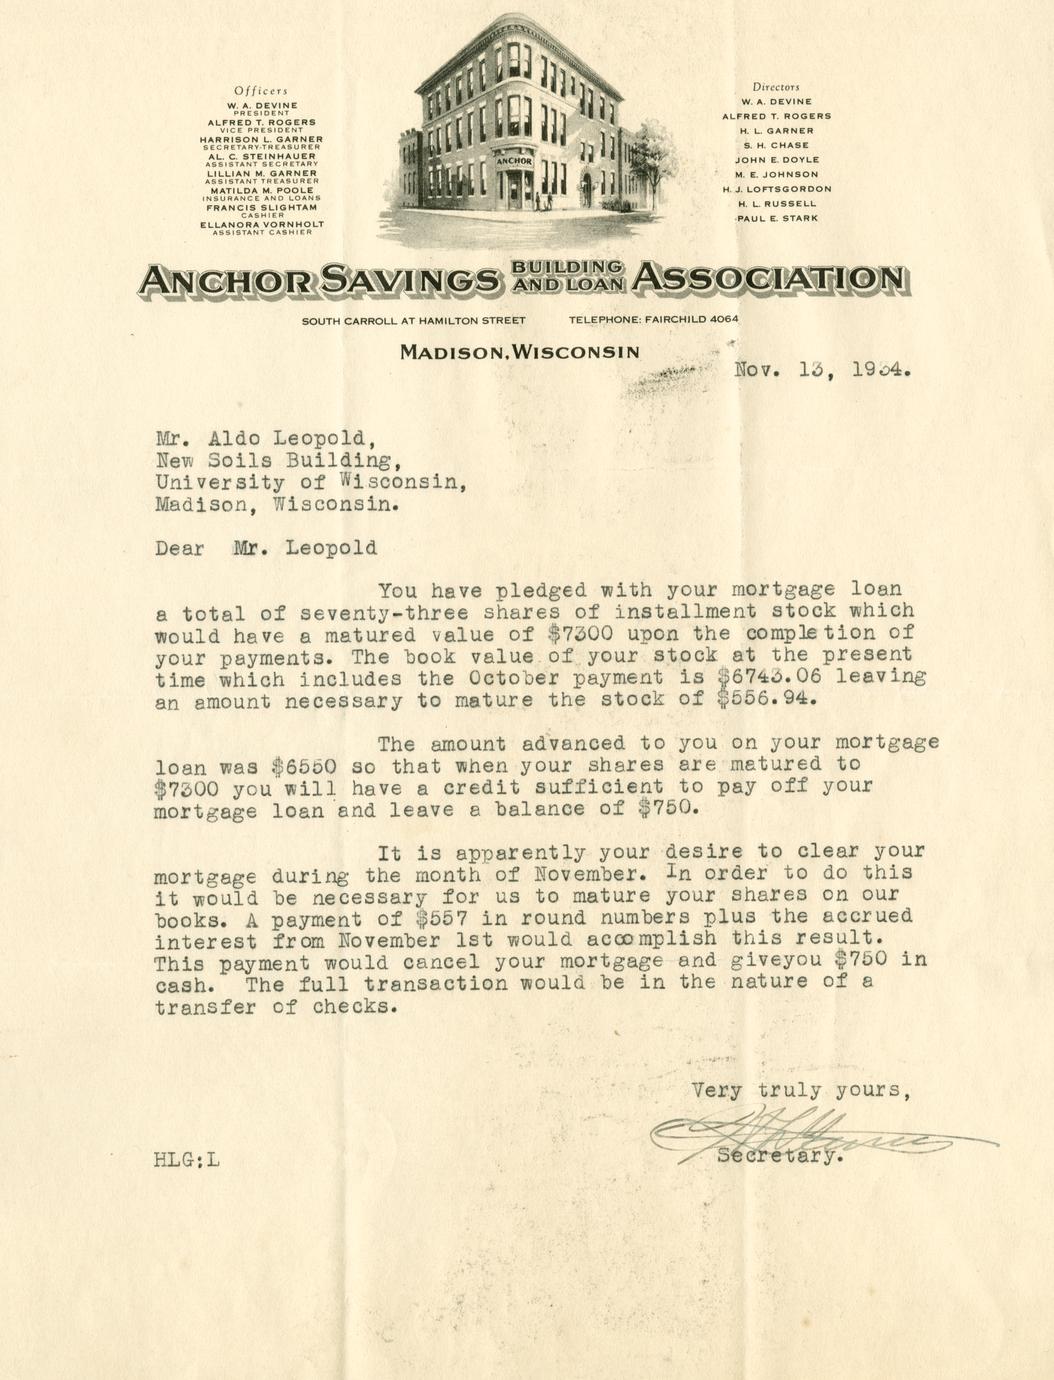 Officers
W. A. DEVINE
PRESIDENT
ALFRED T. ROGERS
VICE PRESIDENT
HARRISON L. GARNER
SECRETARY-TREASURER
AL. C. STEINHAUER
ASSISTANT SECRETARY
LILLIAN M. GARNER
ASSISTANT TREASURER
MATILDA M. POOLE
INSURANCE AND LOANS
FRANCIS SLIGHTAM
CASHIER
ELLANORA VORNHOLT
ASSISTANT CASHIER
ANCHOR
Directors
W. A. DEVINE
ALFRED T. ROGERS
H. L. GARNER
S. H. CHASE
JOHN E. DOYLE
M. E. JOHNSON
H. J. LOFTSGORDON
H. L. RUSSELL
PAUL E. STARK
ANCHOR SAVINGS BUILDING AND LOAN ASSOCIATION
SOUTH CARROLL AT HAMILTON STREET TELEPHONE: FAIRCHILD 4064
MADISON, WISCONSIN
Nov. 13, 1934.
Mr. Aldo Leopold,
New Soils Building,
University of Wisconsin,
Madison, Wisconsin.
Dear Mr. Leopold
You have pledged with your mortgage loan
a total of seventy-three shares of installment stock which
would have a matured value of $7300 upon the completion of
your payments. The book value of your stock at the present
time which includes the October payment is $6743.06 leaving
an amount necessary to mature the stock of $556.94.
The amount advanced to you on your mortgage
loan was $6550 so that when your shares are matured to
$7300 you will have a credit sufficient to pay off your
mortgage loan and leave a balance of $750.
It is apparently your desire to clear your
mortgage during the month of November. In order to do this
it would be necessary for us to mature your shares on our
books. A payment of $557 in round numbers plus the accrued
interest from November 1st would accomplish this result.
This payment would cancel your mortgage and giveyou $750 in
cash. The full transaction would be in the nature of a
transfer of checks.
Very truly yours,
Secretary.
HLG:L